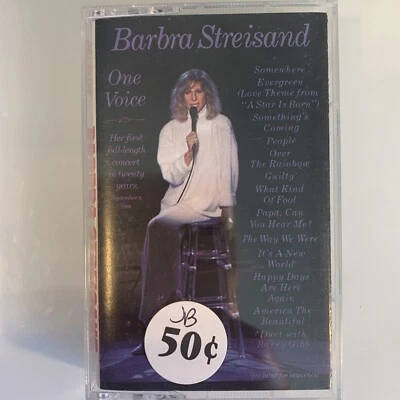 Barbra Streisand
One
Voice
Her first
full-length
concert
in twenty
years.
Somewhere
Evergreen
(Love Theme from
"A Star Is Born")
Something's
Coming
People
Over
The Rainbow
Guilty*
What Kind
Of Fool*
Papa, Can
You Hear Me?
The Way We Were
It's A New
World
Happy Days
Are Here
Again
America The
Beautiful
*Duet with
Barry Gibb
JB
50¢